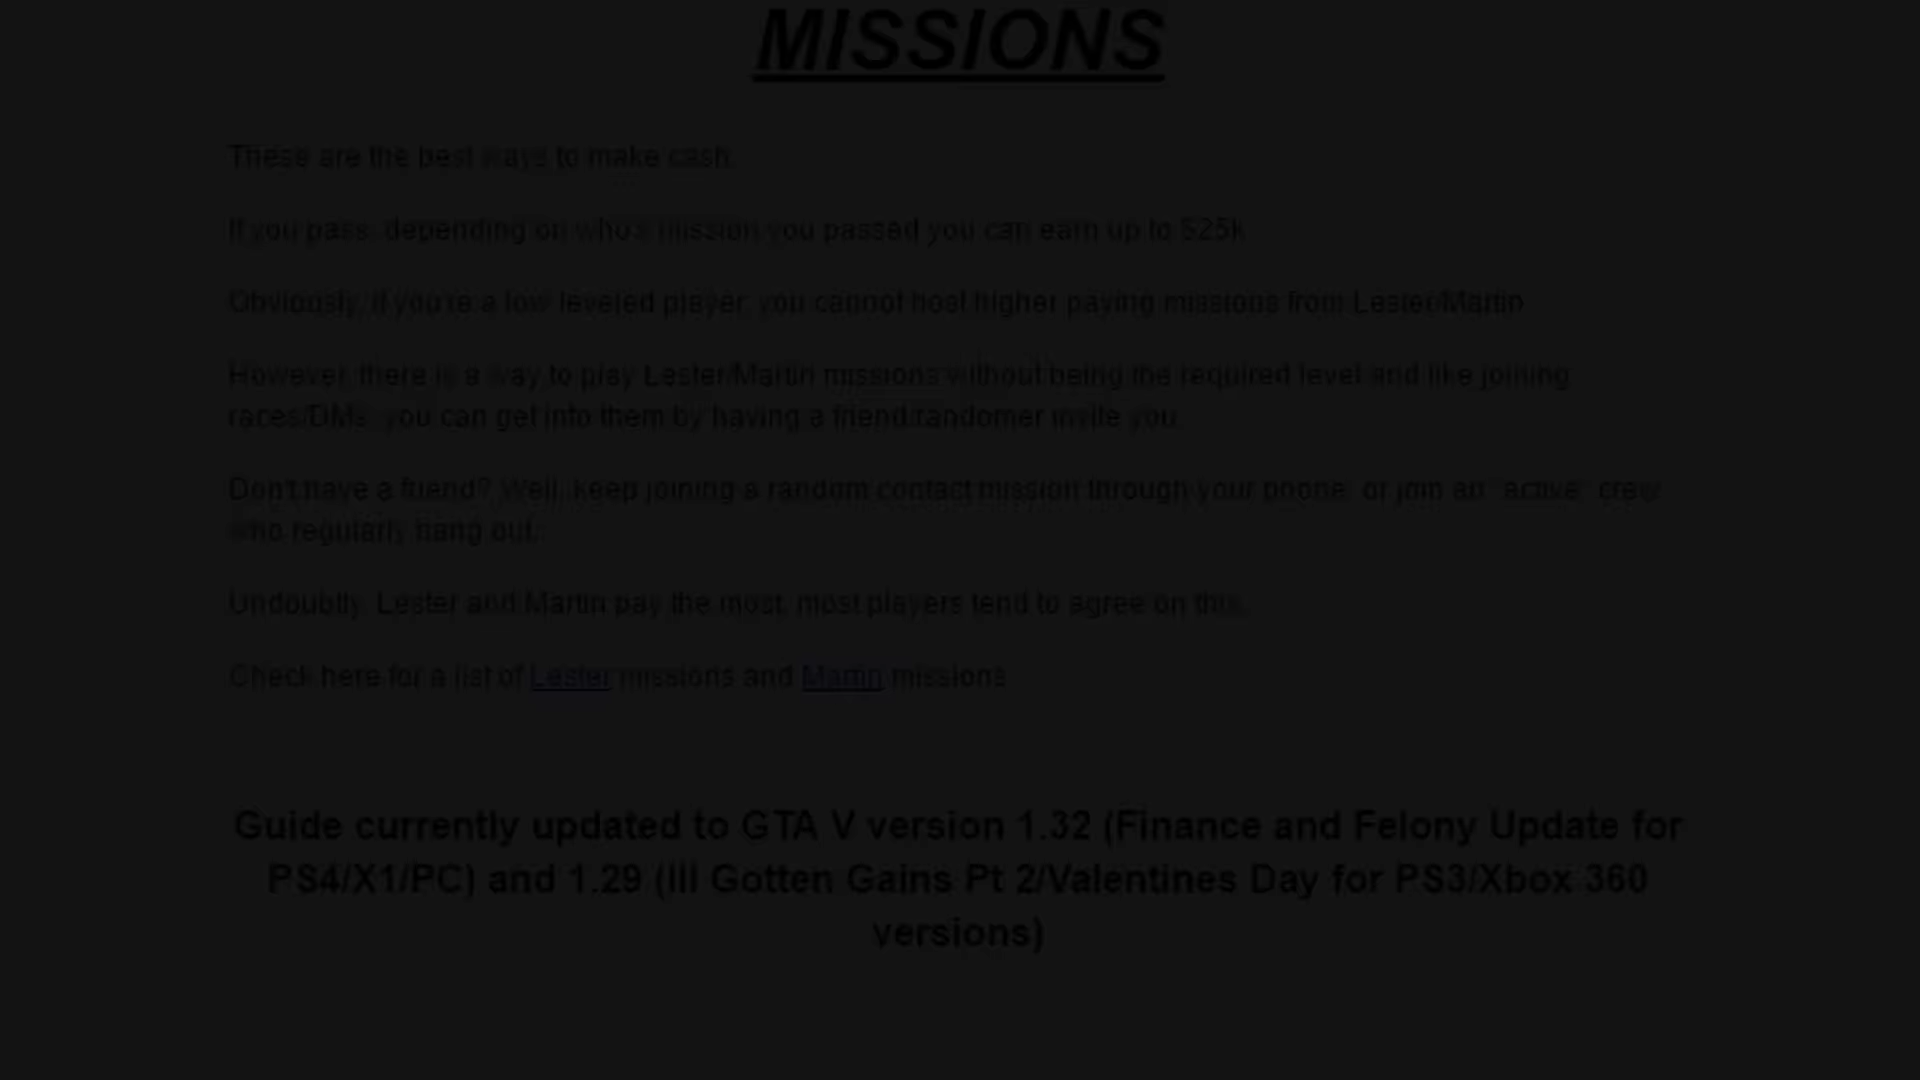 MISSIONS
These are the best ways to make cash.
If you pass, depending on who's mission you passed you can earn up to $25k
Obviously, if you're a low leveled player, you cannot host higher paying missions from Lester/Martin
However, there is a way to play Lester/Martin missions without being the required level and like joining
races/DMs, you can get into them by having a friend/randomer invite you.
Don't have a friend? Well, keep joining a random contact mission through your phone, or join an "active" crew
who regularly hang out.
Undoubtly, Lester and Martin pay the most, most players tend to agree on this.
Check here for a list of Lester missions and Martin missions
Guide currently updated to GTA V version 1.32 (Finance and Felony Update for
PS4/X1/PC) and 1.29 (Ill Gotten Gains Pt 2/Valentines Day for PS3/Xbox 360
versions)